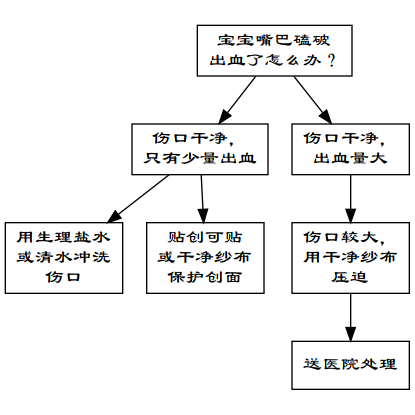 宝宝嘴巴磕破
出血了怎么办？
伤口干净，
只有少量出血
伤口干净，
出血量大
用生理盐水
或清水冲洗
伤口
贴创可贴
或干净纱布
保护创面
伤口较大，
用干净纱布
压迫
送医院处理